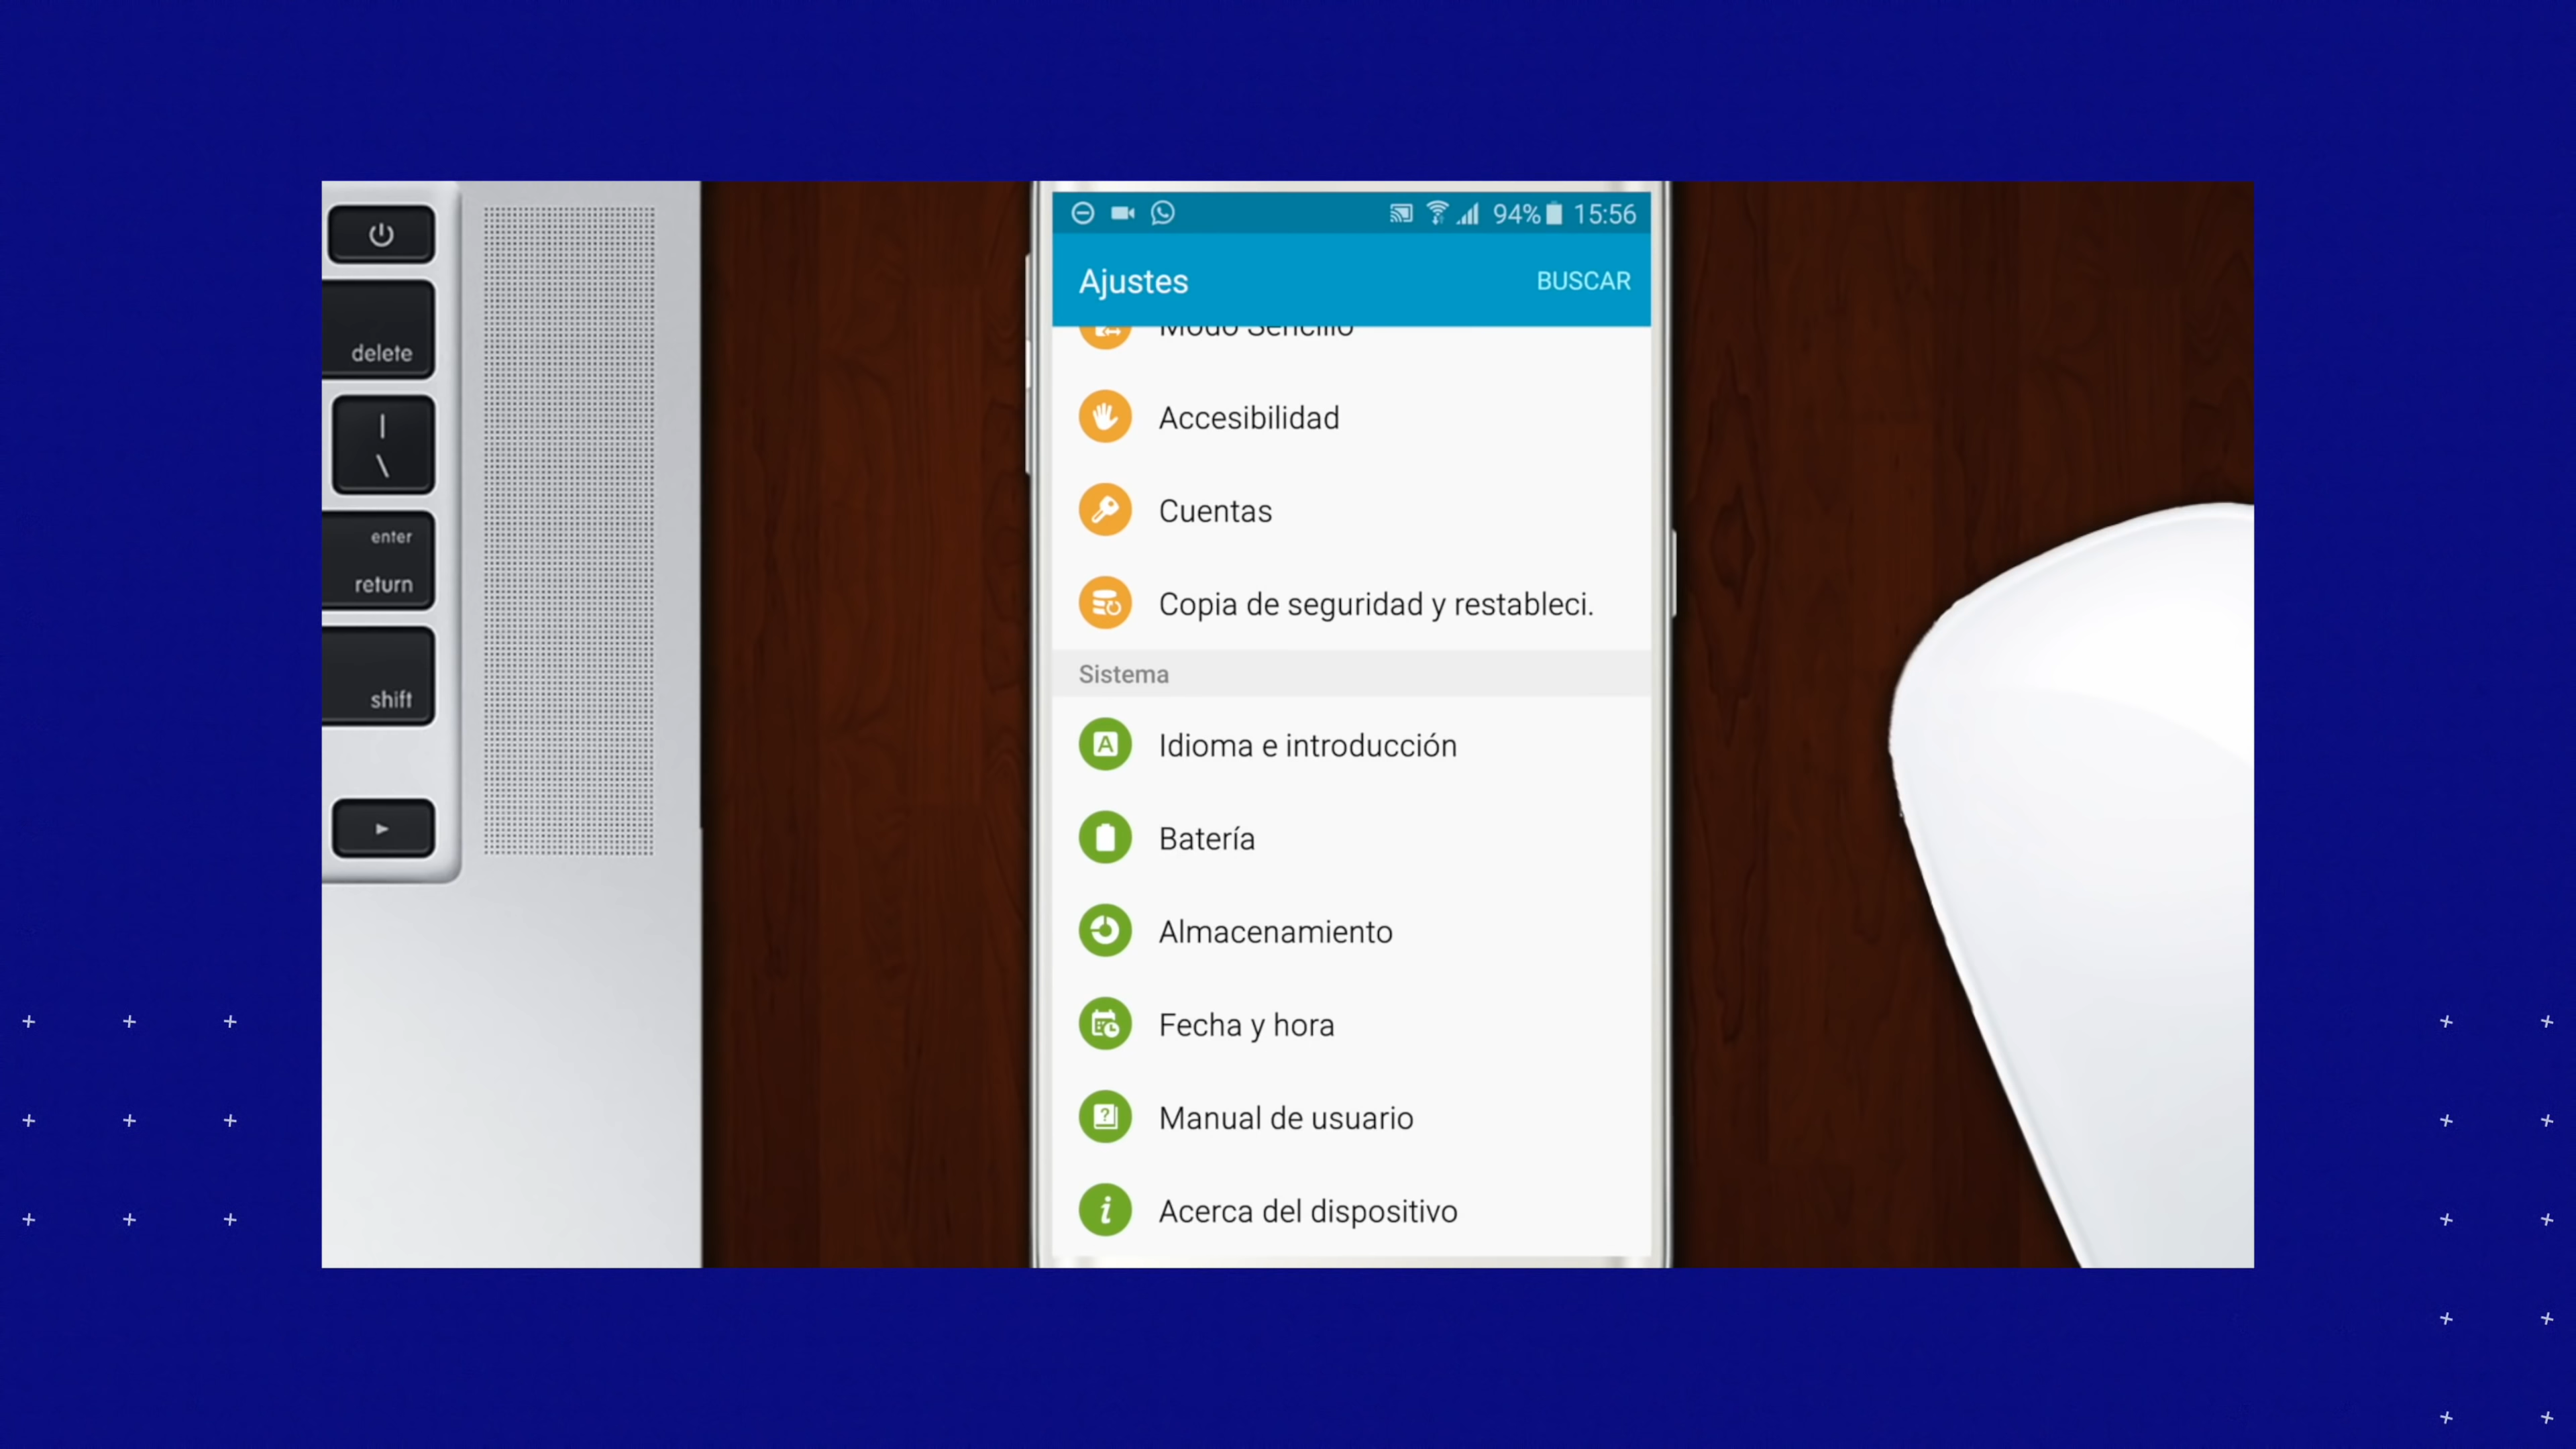 94% 15:56
Ajustes BUSCAR
Modo Sencillo
Accesibilidad
Cuentas
Copia de seguridad y restableci.
Sistema
Idioma e introducción
Batería
Almacenamiento
Fecha y hora
Manual de usuario
Acerca del dispositivo
delete
|
\
enter
return
shift